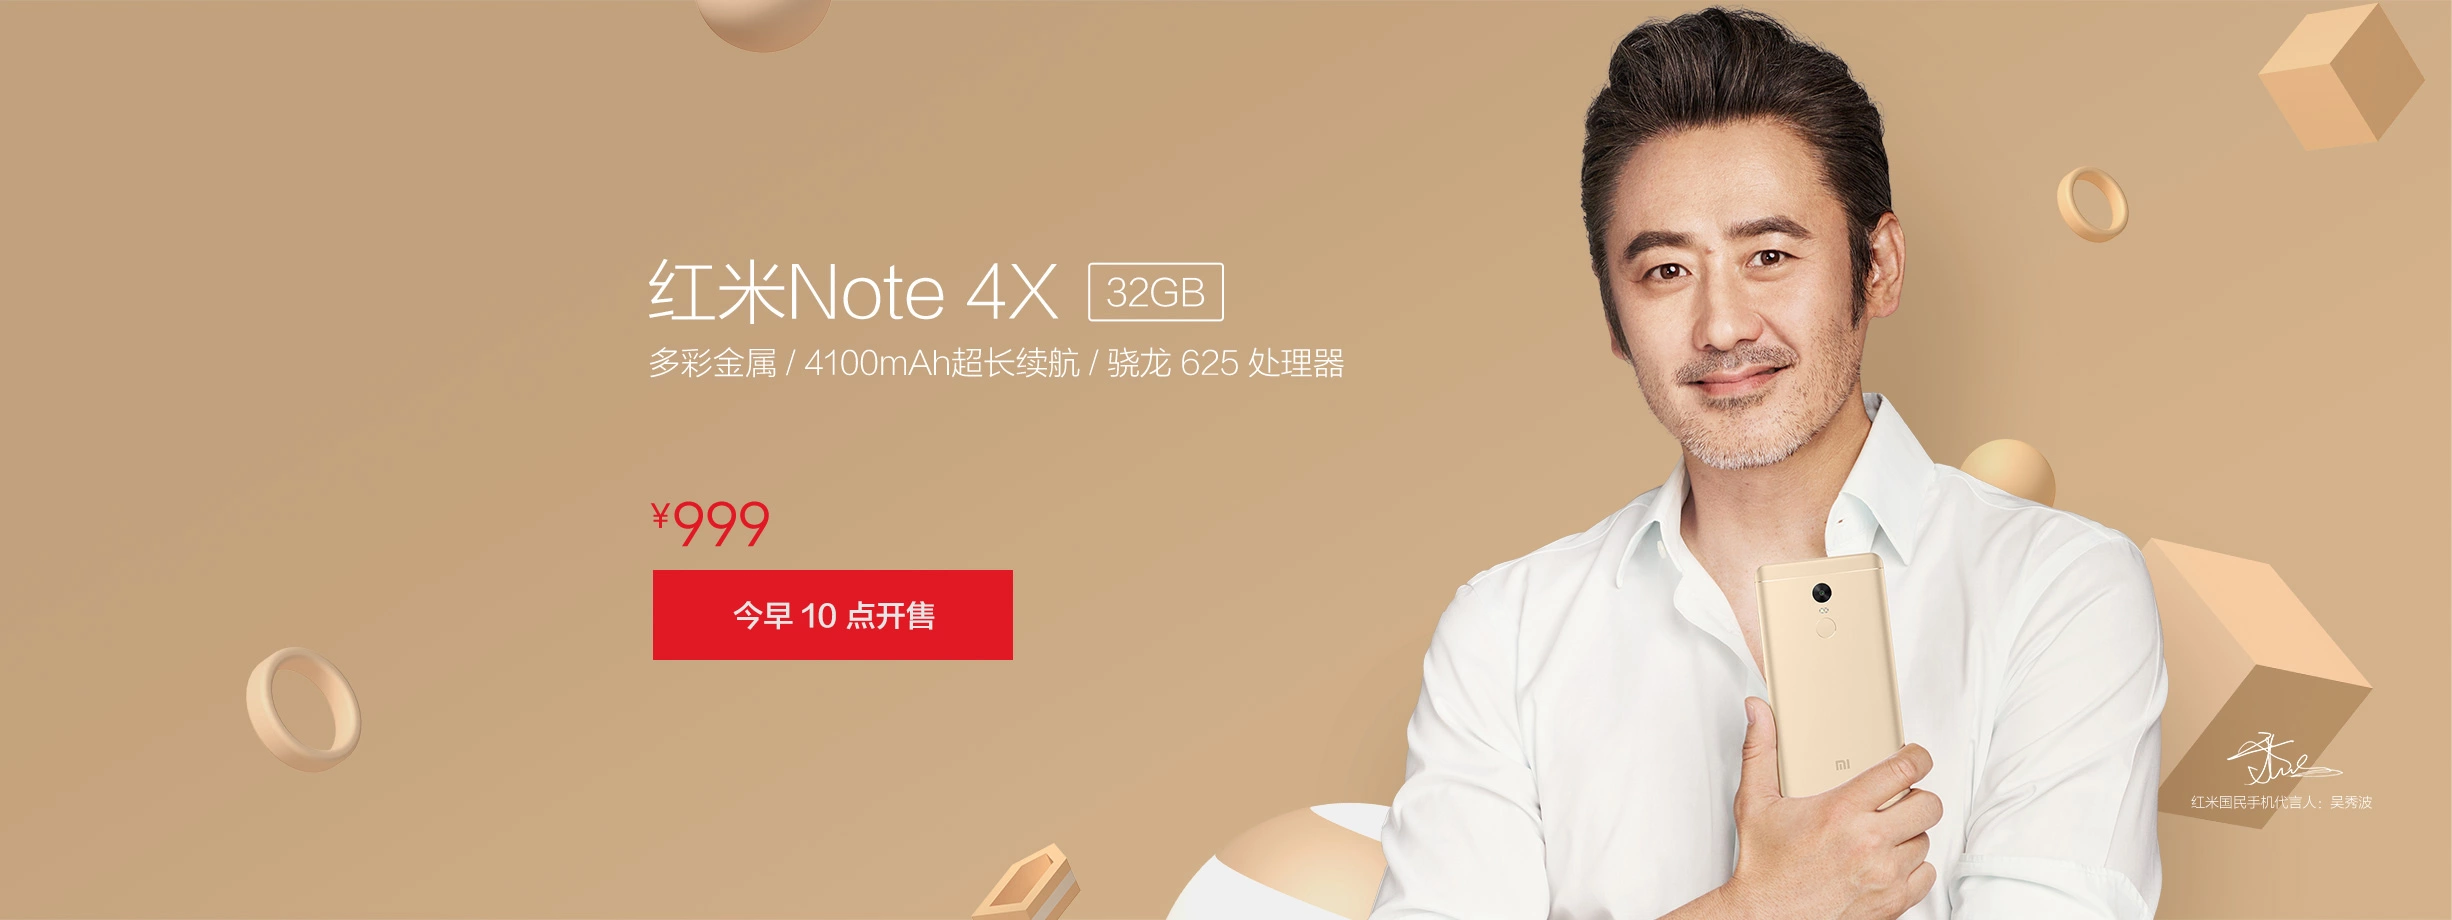 红米Note 4X 32GB
多彩金属 / 4100mAh超长续航 / 骁龙 625 处理器
¥999
今早 10 点开售
MI
红米国民手机代言人：吴秀波